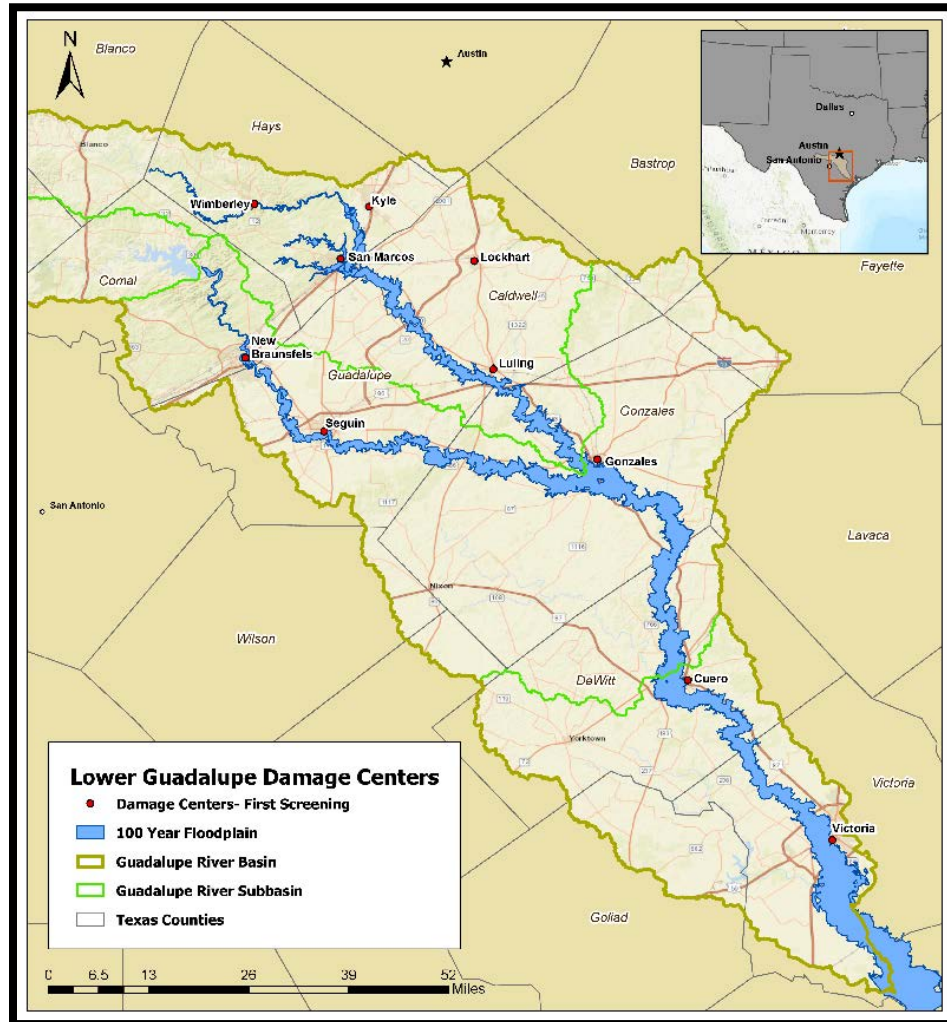 N
Blanco
Austin
Hays
Bastrop
Dallas
Austin
San Antonio
Monterrey
Fayette
Blanco
Wimberley
Kyle
San Marcos
Lockhart
Comal
Caldwell
New
Braunsfels
Guadalupe
Luling
Gonzales
Seguin
Gonzales
San Antonio
Lavaca
Nixon
Wilson
DeWitt
Cuero
Yorktown
Victoria
Victoria
Goliad
Lower Guadalupe Damage Centers
Damage Centers- First Screening
100 Year Floodplain
Guadalupe River Basin
Guadalupe River Subbasin
Texas Counties
0 6.5 13 26 39 52
Miles